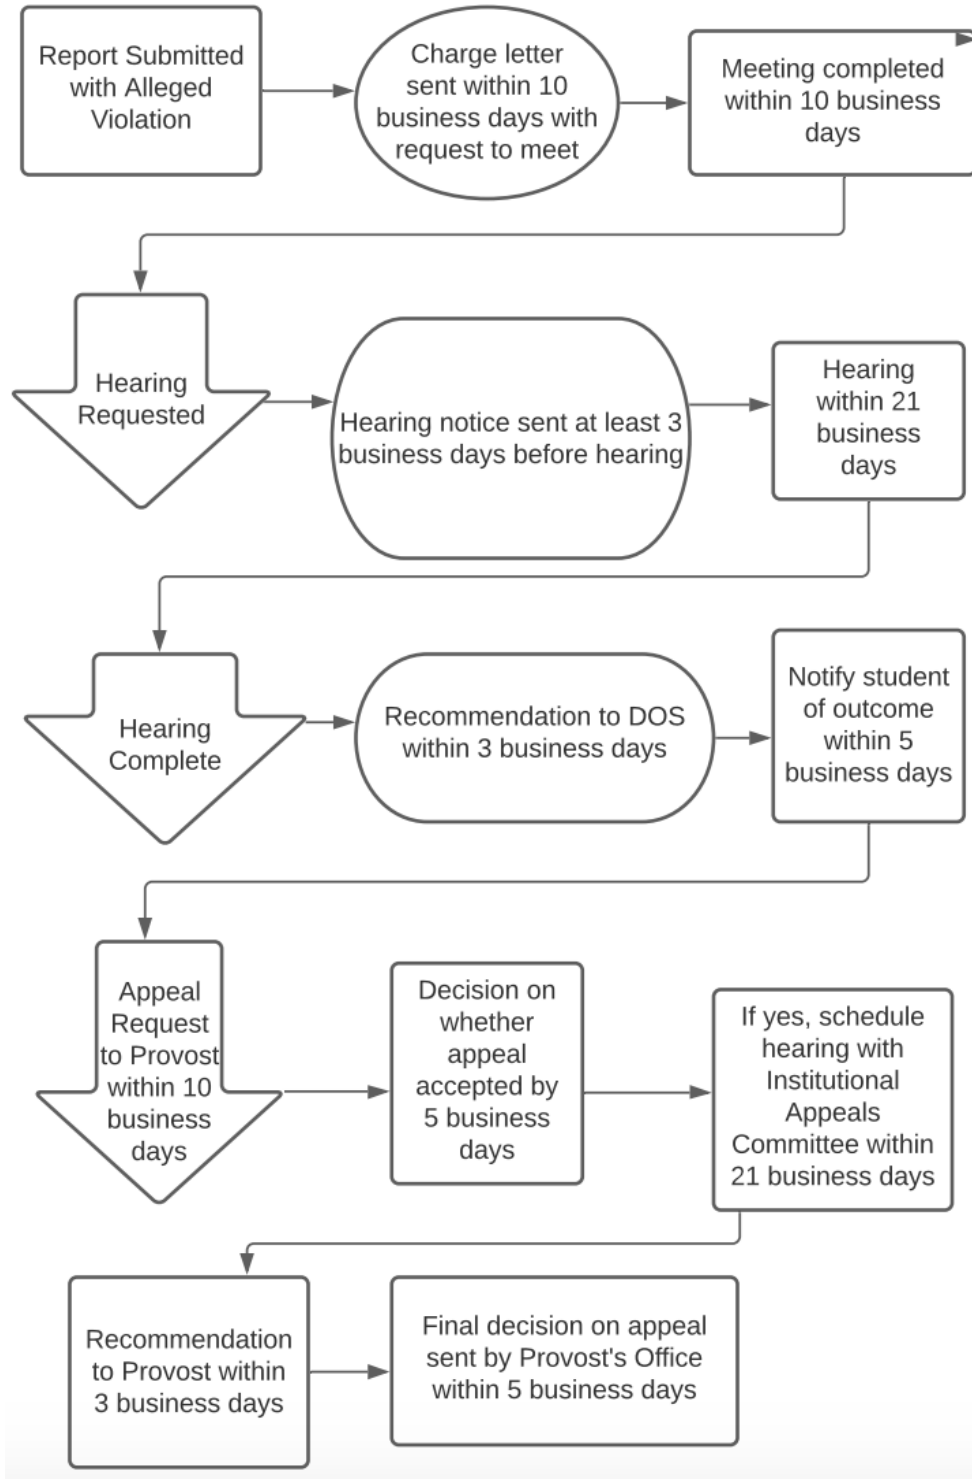 Report Submitted
with Alleged
Violation
Charge letter
sent within 10
business days with
request to meet
Meeting completed
within 10 business
days
Hearing
Requested
Hearing notice sent at least 3
business days before hearing
Hearing
within 21
business
days
Hearing
Complete
Recommendation to DOS
within 3 business days
Notify student
of outcome
within 5
business days
Appeal
Request
to Provost
within 10
business
days
Decision on
whether
appeal
accepted by
5 business
days
If yes, schedule
hearing with
Institutional
Appeals
Committee within
21 business days
Recommendation
to Provost within
3 business days
Final decision on appeal
sent by Provost's Office
within 5 business days